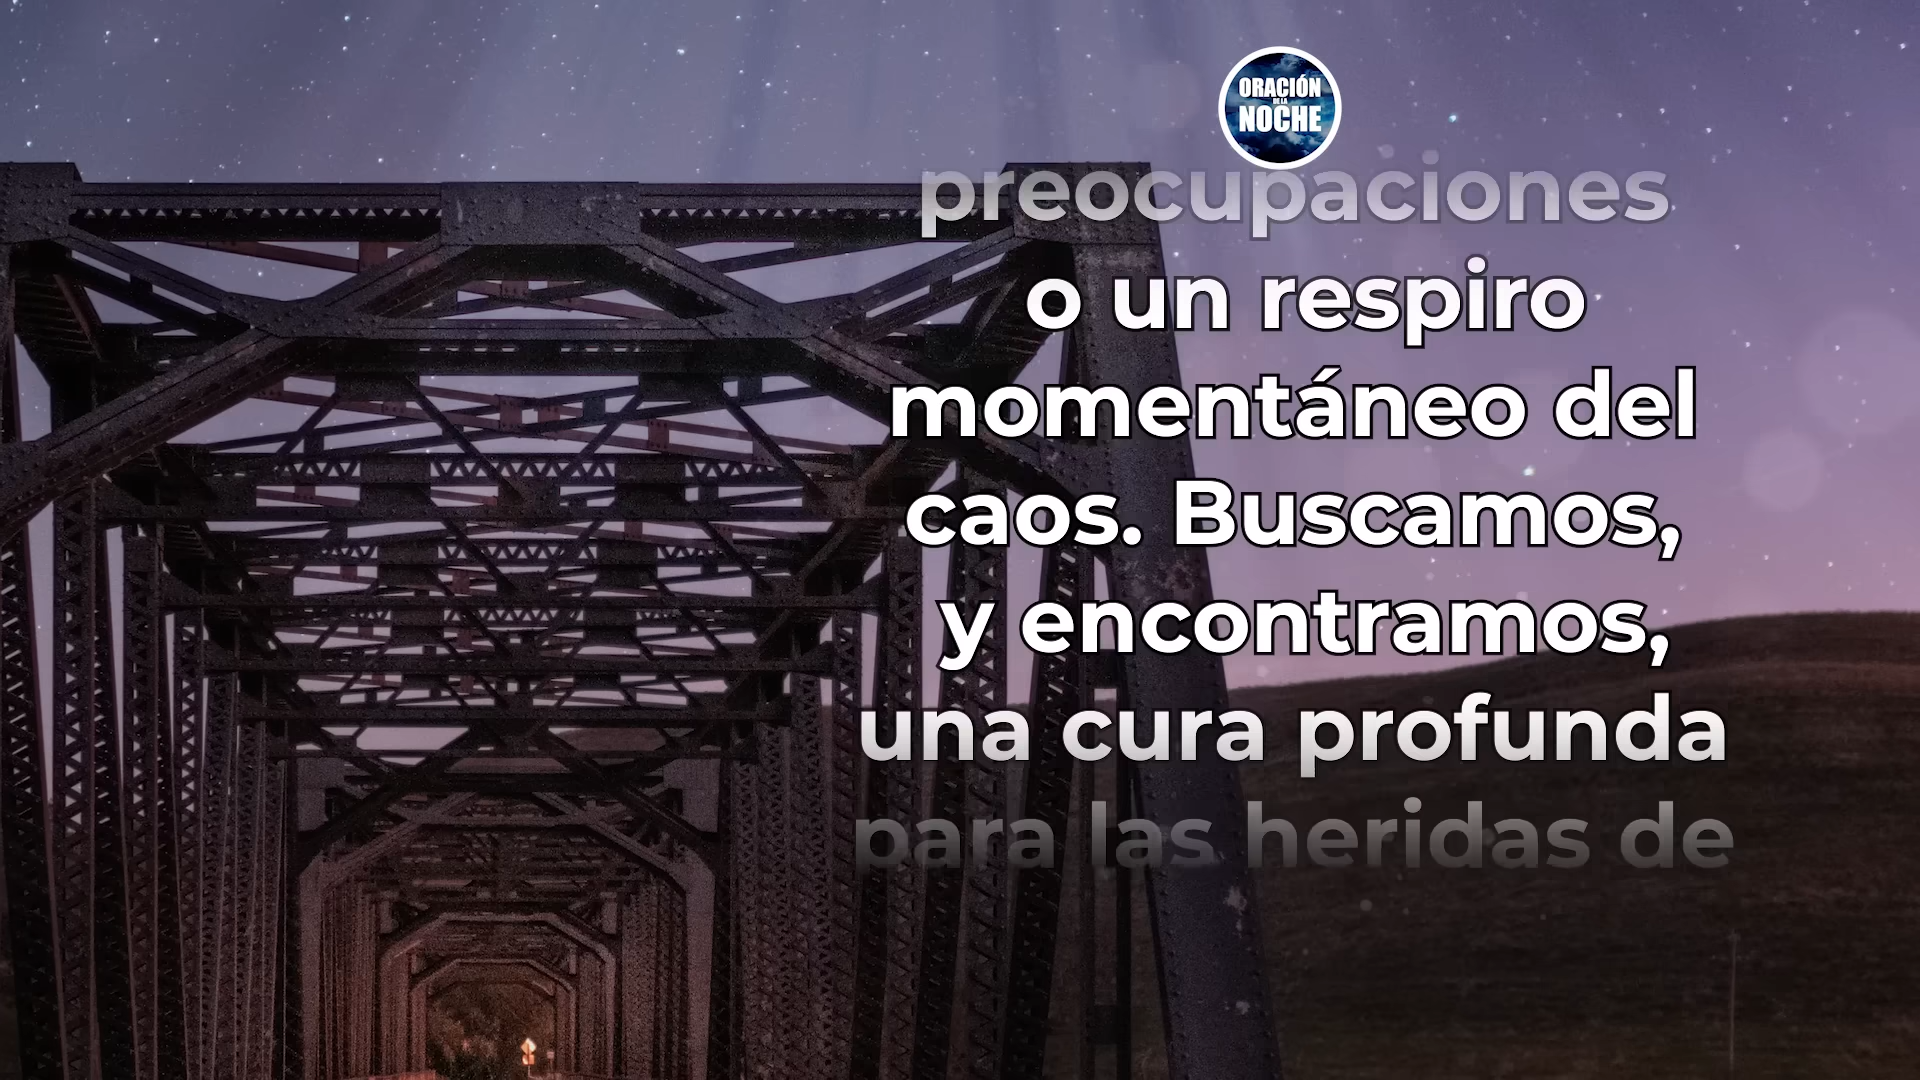 ORACIÓN
DE LA
NOCHE
preocupaciones
o un respiro
momentáneo del
caos. Buscamos,
y encontramos,
una cura profunda
para las heridas de